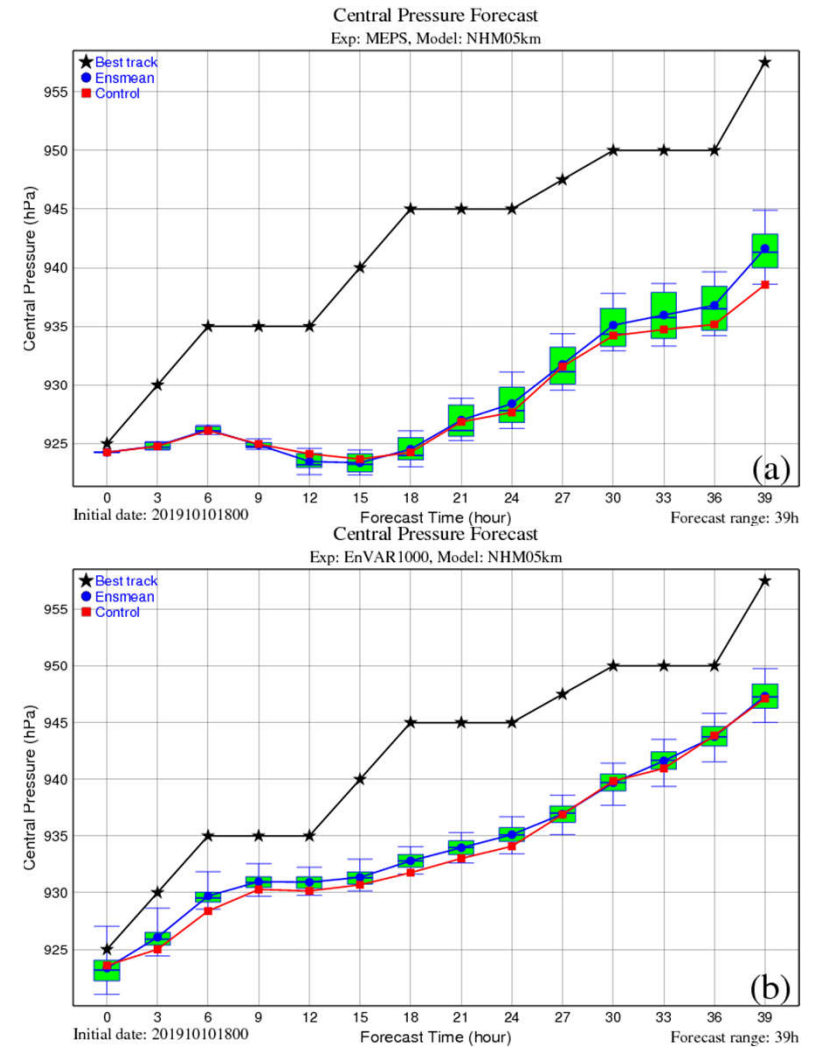 Central Pressure Forecast
Exp: MEPS, Model: NHM05km
Best track
Ensmean
Control
955
950
945
940
935
930
925
Central Pressure (hPa)
(a)
0 3 6 9 12 15 18 21 24 27 30 33 36 39
Initial date: 201910101800 Forecast Time (hour) Forecast range: 39h
Central Pressure Forecast
Exp: EnVAR1000, Model: NHM05km
Best track
Ensmean
Control
955
950
945
940
935
930
925
Central Pressure (hPa)
(b)
0 3 6 9 12 15 18 21 24 27 30 33 36 39
Initial date: 201910101800 Forecast Time (hour) Forecast range: 39h